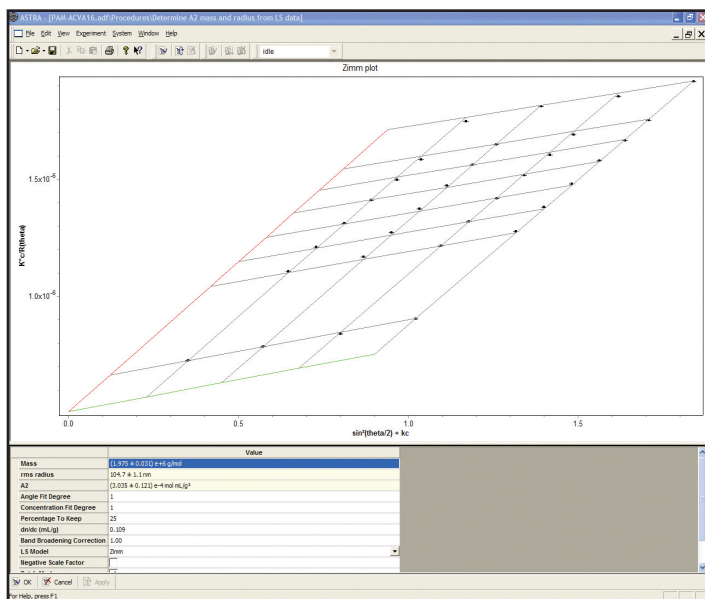 ASTRA - [PAM-ACVA16.adf\Procedures\Determine A2 mass and radius from LS data]
File Edit View Experiment System Window Help
idle
Zimm plot
1.5x10⁻⁶
1.0x10⁻⁶
K*c/R(theta)
0.0 0.5 1.0 1.5
sin²(theta/2) + kc
Value
Mass (1.975 ± 0.031) e+6 g/mol
rms radius 104.7 ± 1.1 nm
A2 (3.035 ± 0.121) e-4 mol mL/g²
Angle Fit Degree 1
Concentration Fit Degree 1
Percentage To Keep 25
dn/dc (mL/g) 0.109
Band Broadening Correction 1.00
LS Model Zimm
Negative Scale Factor
OK Cancel Apply
For Help, press F1